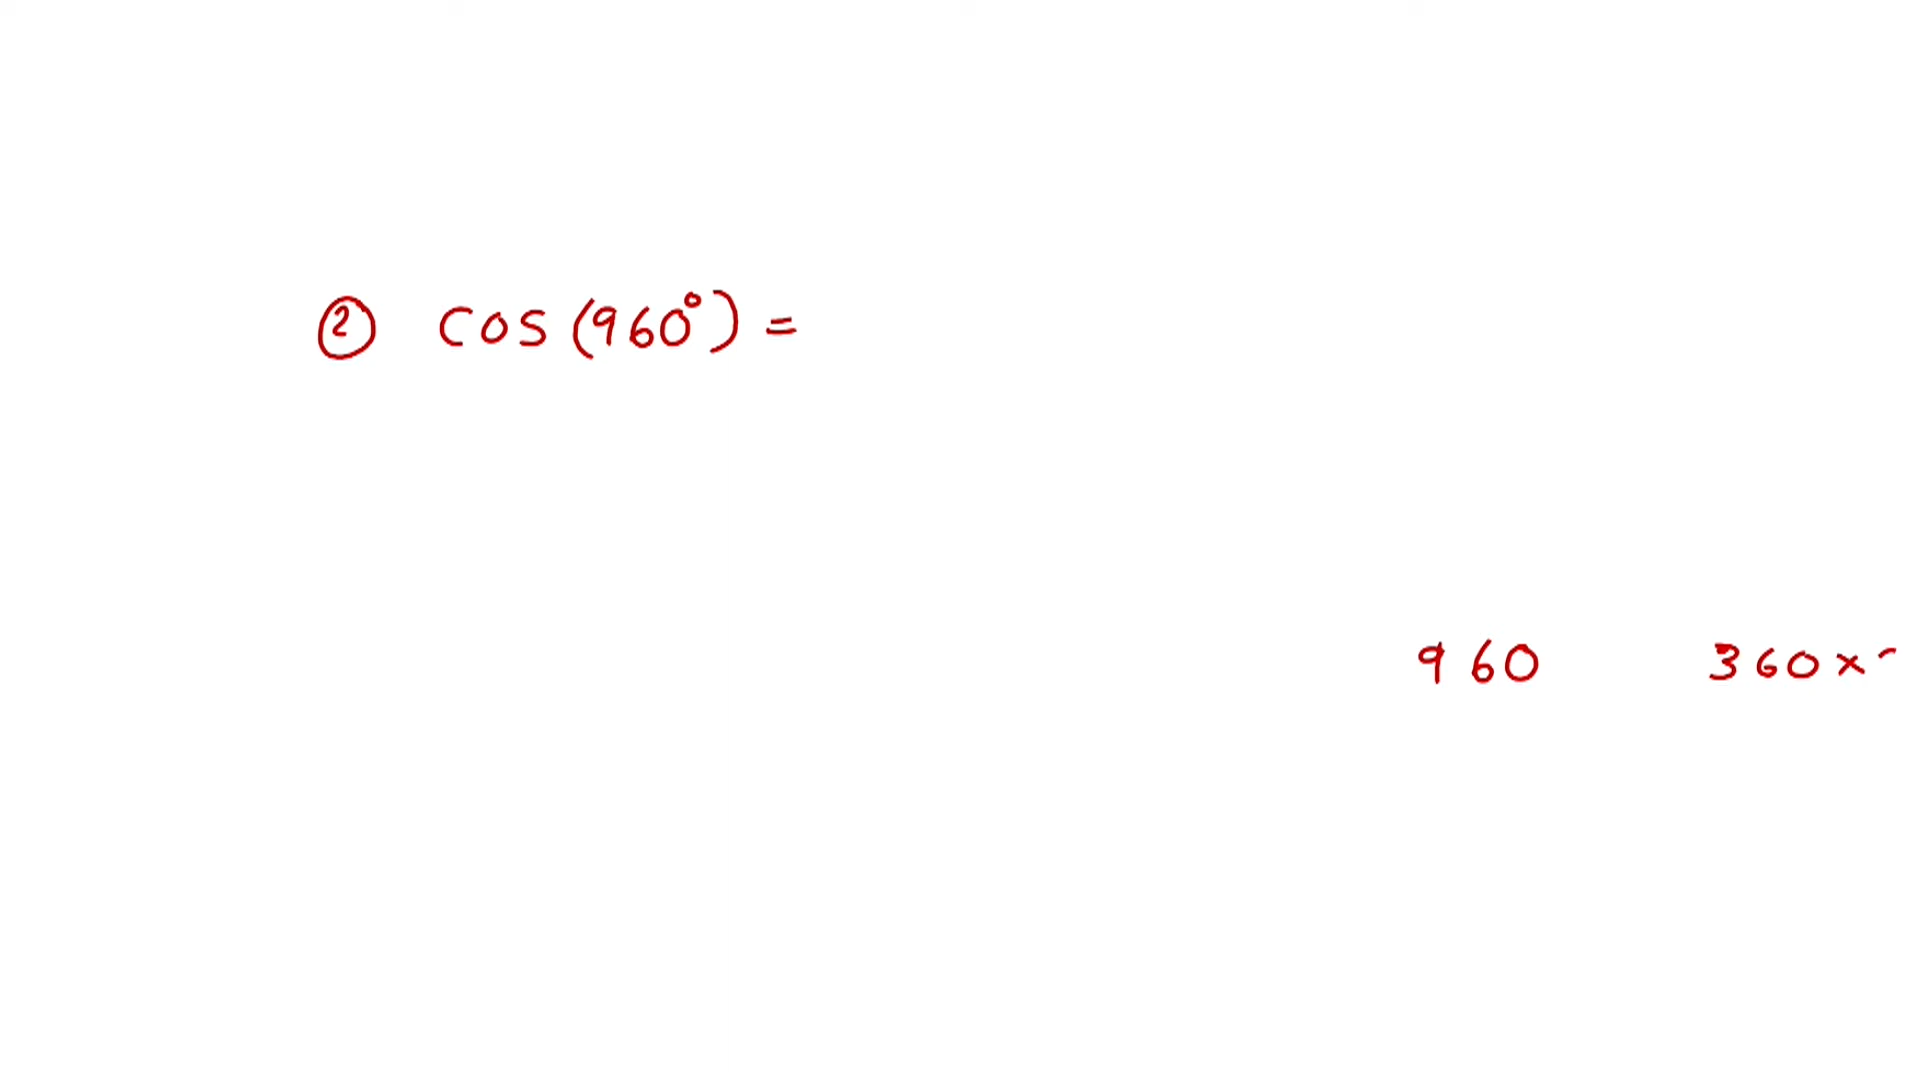 ② cos (960°) =
960 360×